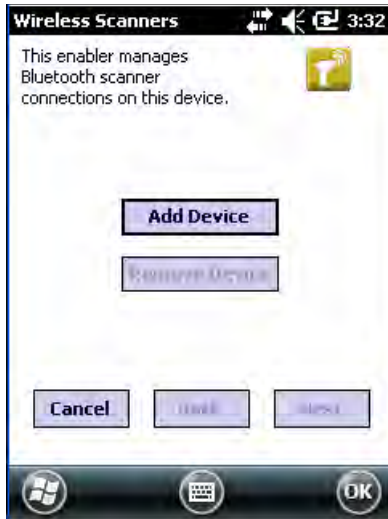 Wireless Scanners 3:32
This enabler manages
Bluetooth scanner
connections on this device.
Add Device
Remove Device
Cancel
OK